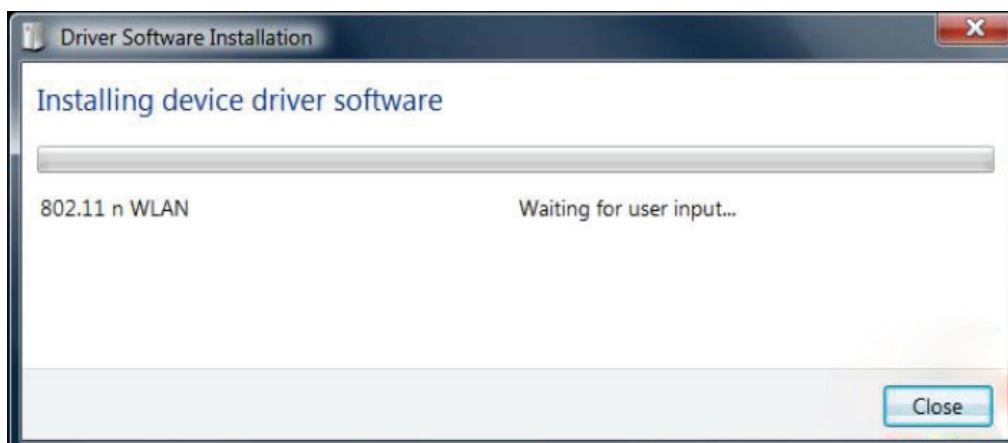 Driver Software Installation
Installing device driver software
802.11 n WLAN Waiting for user input...
Close